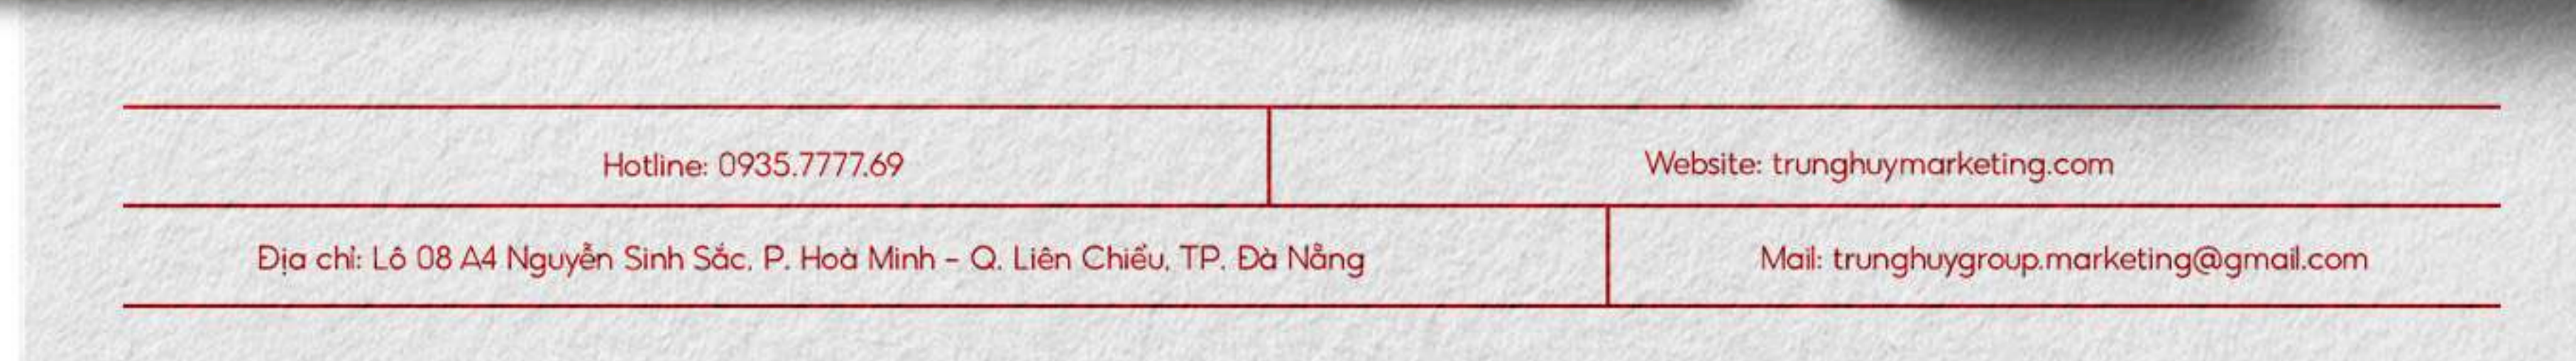 Hotline: 0935.7777.69
Website: trunghuymarketing.com
Địa chỉ: Lô 08 A4 Nguyễn Sinh Sắc, P. Hoà Minh - Q. Liên Chiểu, TP. Đà Nẵng
Mail: trunghuygroup.marketing@gmail.com